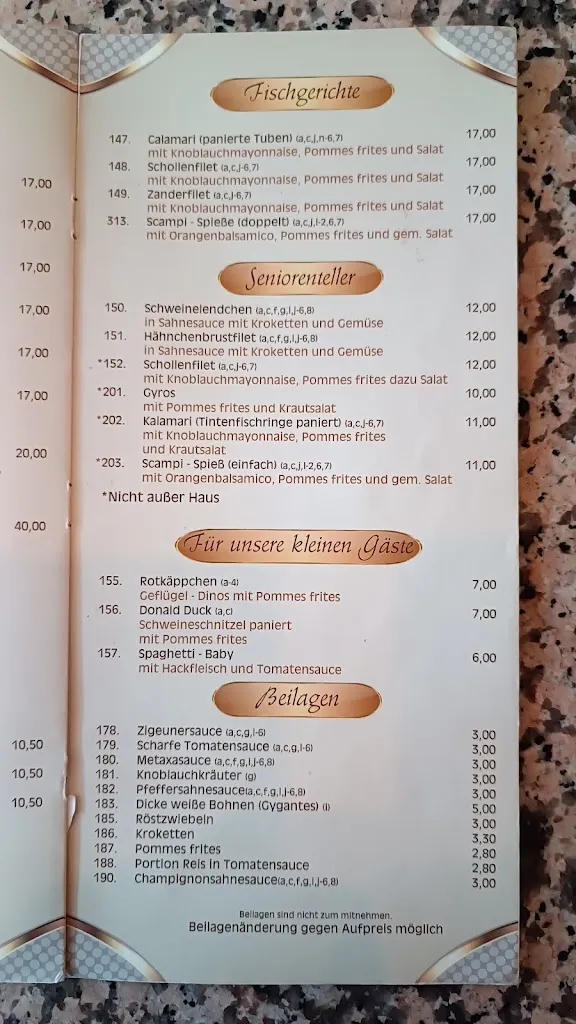 17,00
17,00
17,00
17,00
17,00
17,00
20,00
40,00
10,50
10,50
10,50
Fischgerichte
147. Calamari (panierte Tuben) (a,c,j,n-6,7) 17,00
mit Knoblauchmayonnaise, Pommes frites und Salat
148. Schollenfilet (a,c,j-6,7) 17,00
mit Knoblauchmayonnaise, Pommes frites und Salat
149. Zanderfilet (a,c,j-6,7) 17,00
mit Knoblauchmayonnaise, Pommes frites und Salat
313. Scampi - Spieße (doppelt) (a,c,j,l-2,6,7) 17,00
mit Orangenbalsamico, Pommes frites und gem. Salat
Seniorenteller
150. Schweinelendchen (a,c,f,g,l,j-6,8) 12,00
in Sahnesauce mit Kroketten und Gemüse
151. Hähnchenbrustfilet (a,c,f,g,l,j-6,8) 12,00
in Sahnesauce mit Kroketten und Gemüse
*152. Schollenfilet (a,c,j-6,7) 12,00
mit Knoblauchmayonnaise, Pommes frites dazu Salat
*201. Gyros 10,00
mit Pommes frites und Krautsalat
*202. Kalamari (Tintenfischringe paniert) (a,c,j-6,7) 11,00
mit Knoblauchmayonnaise, Pommes frites
und Krautsalat
*203. Scampi - Spieß (einfach) (a,c,j,l-2,6,7) 11,00
mit Orangenbalsamico, Pommes frites und gem. Salat
*Nicht außer Haus
Für unsere kleinen Gäste
155. Rotkäppchen (a-4) 7,00
Geflügel - Dinos mit Pommes frites
156. Donald Duck (a,c) 7,00
Schweineschnitzel paniert
mit Pommes frites
157. Spaghetti - Baby 6,00
mit Hackfleisch und Tomatensauce
Beilagen
178. Zigeunersauce (a,c,g,l-6) 3,00
179. Scharfe Tomatensauce (a,c,g,l-6) 3,00
180. Metaxasauce (a,c,f,g,l,j-6,8) 3,00
181. Knoblauchkräuter (g) 3,00
182. Pfeffersahnesauce(a,c,f,g,l,j-6,8) 3,00
183. Dicke weiße Bohnen (Gygantes) (l) 5,00
185. Röstzwiebeln 3,00
186. Kroketten 3,30
187. Pommes frites 2,80
188. Portion Reis in Tomatensauce 2,80
190. Champignonsahnesauce(a,c,f,g,l,j-6,8) 3,00
Beilagen sind nicht zum mitnehmen.
Beilagenänderung gegen Aufpreis möglich